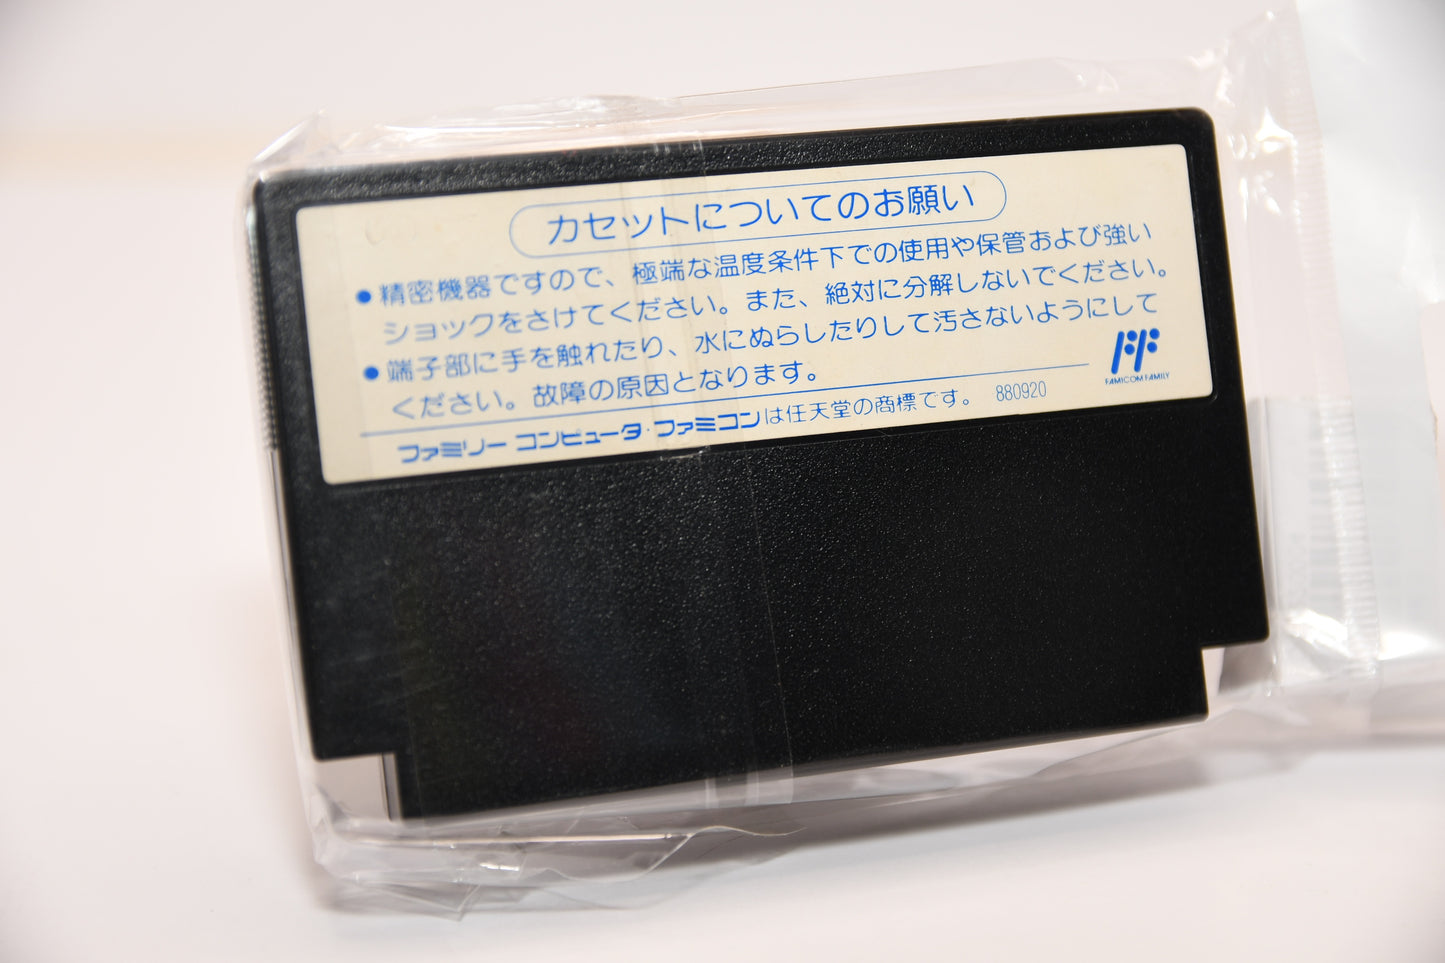 カセットについてのお願い
●精密機器ですので、極端な温度条件下での使用や保管および強い
ショックをさけてください。また、絶対に分解しないでください。
●端子部に手を触れたり、水にぬらしたりして汚さないようにして
ください。故障の原因となります。
FF
FAMICOM FAMILY
ファミリー コンピュータ・ファミコンは任天堂の商標です。 880920